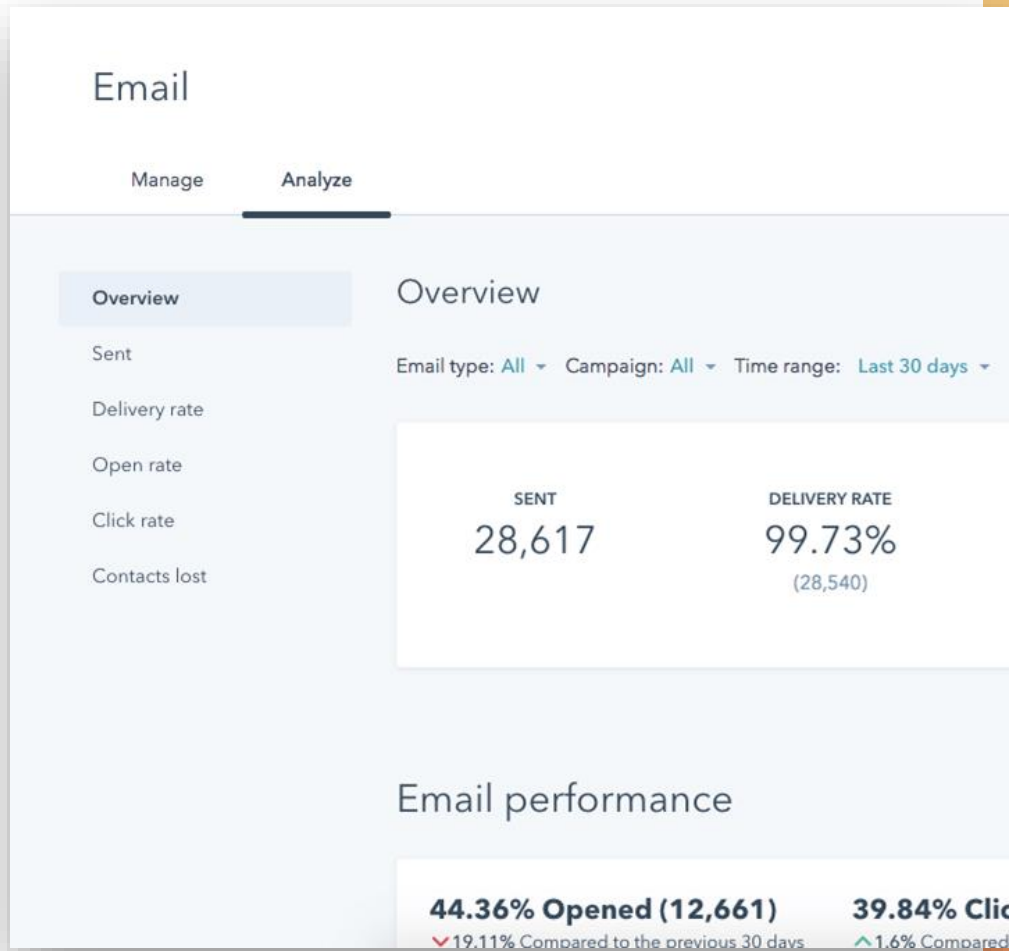 Email
Manage Analyze
Overview
Sent
Delivery rate
Open rate
Click rate
Contacts lost
Overview
Email type: All Campaign: All Time range: Last 30 days
SENT DELIVERY RATE
28,617 99.73%
(28,540)
Email performance
44.36% Opened (12,661) 39.84% Clic
19.11% Compared to the previous 30 days 1.6% Compared